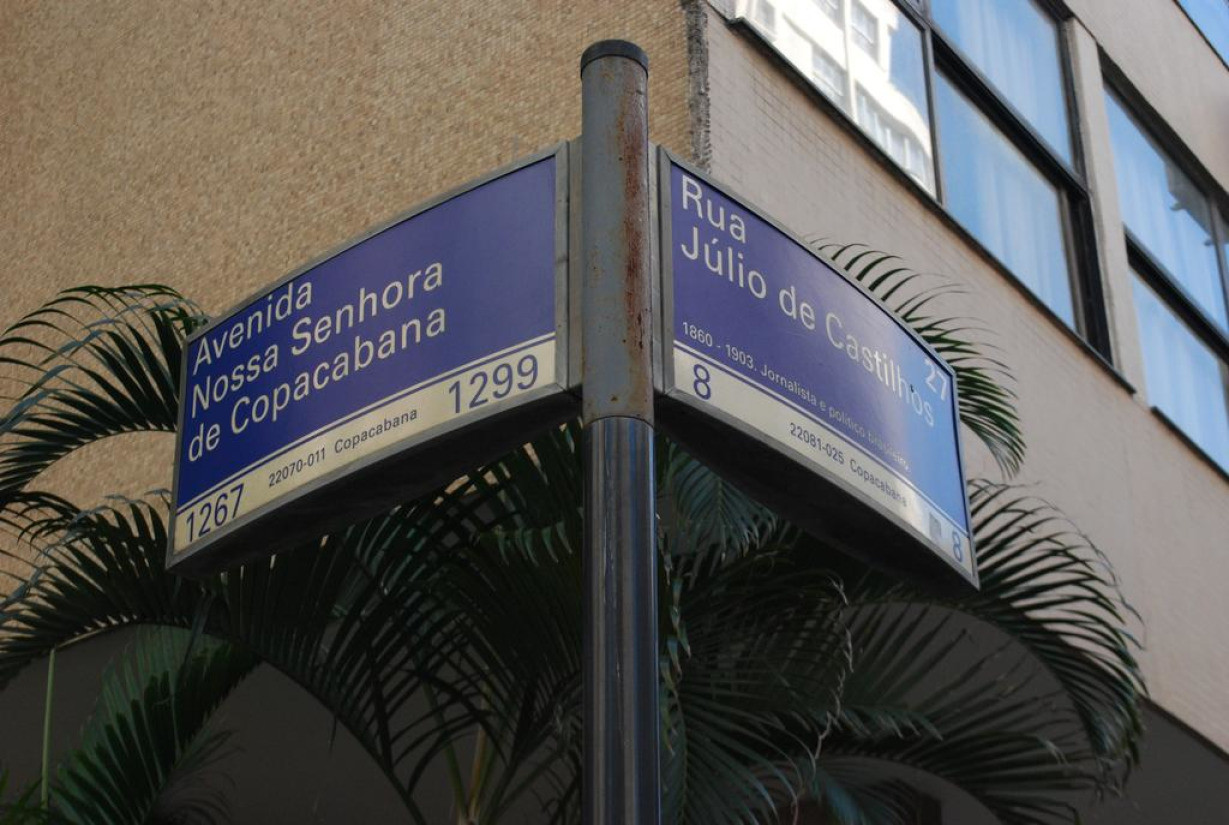 Avenida
Nossa Senhora
de Copacabana
1267 22070-011 Copacabana 1299
Rua
Júlio de Castilhos 27
1860 - 1903. Jornalista e político brasileiro.
8 22081-025 Copacabana 8